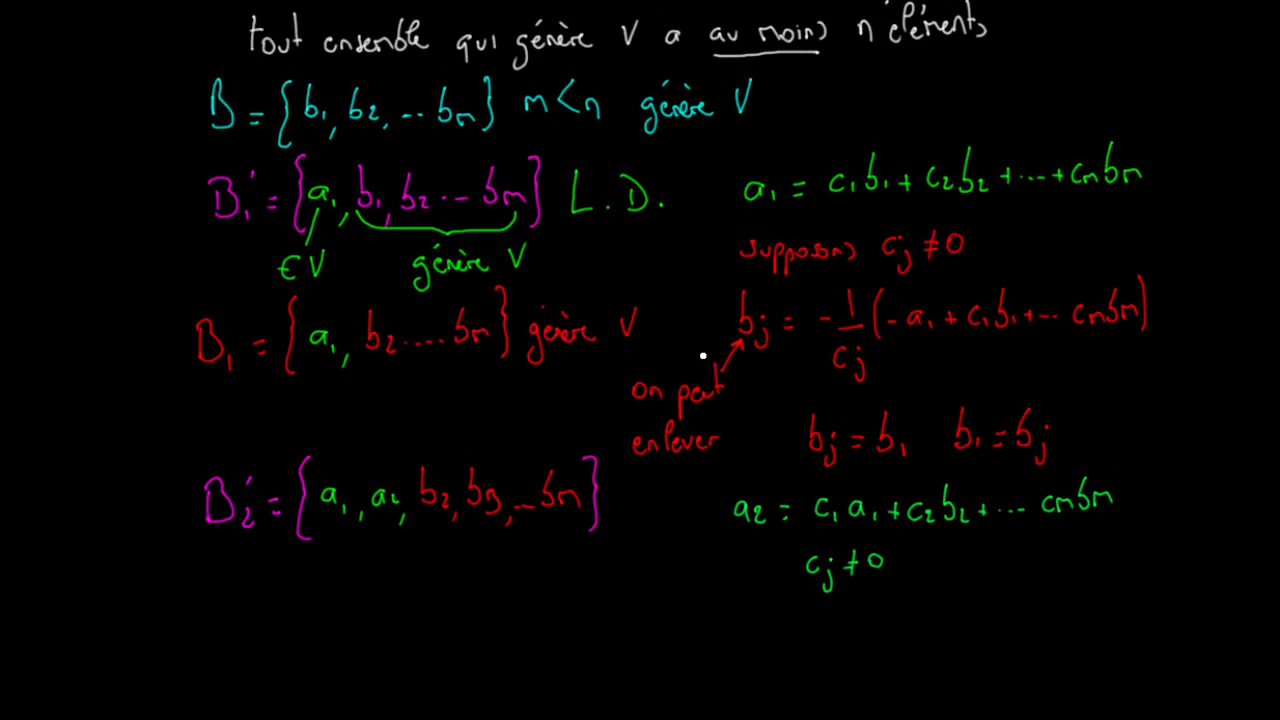 tout ensemble qui génère V a au moins n éléments
B = {b1, b2, ... bm} m < n génère V
B1' = {a1, b1, b2 ... bm} L.D.
a1 = c1b1 + c2b2 + ... + cmbm
∈ V génère V
supposons cj ≠ 0
B1 = {a1, b2 .... bm} génère V
bj = -1/cj (-a1 + c1b1 + ... cmbm)
on peut
enlever
bj = b1 b1 = bj
B2' = {a1, a2, b2, b3, ... bm}
a2 = c1a1 + c2b2 + ... cmbm
cj ≠ 0